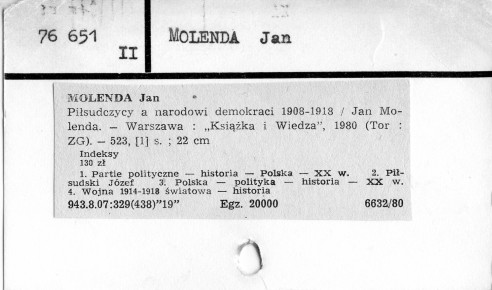 76 651
II
MOLENDA Jan
MOLENDA Jan
Piłsudczycy a narodowi demokraci 1908-1918 / Jan Mo-
lenda. — Warszawa : „Książka i Wiedza”, 1980 (Tor :
ZG). — 523, [1] s. ; 22 cm
Indeksy
130 zł
1. Partie polityczne — historia — Polska — XX w. 2. Pił-
sudski Józef 3. Polska — polityka — historia — XX w.
4. Wojna 1914-1918 światowa — historia
943.8.07:329(438)"19" Egz. 20000 6632/80